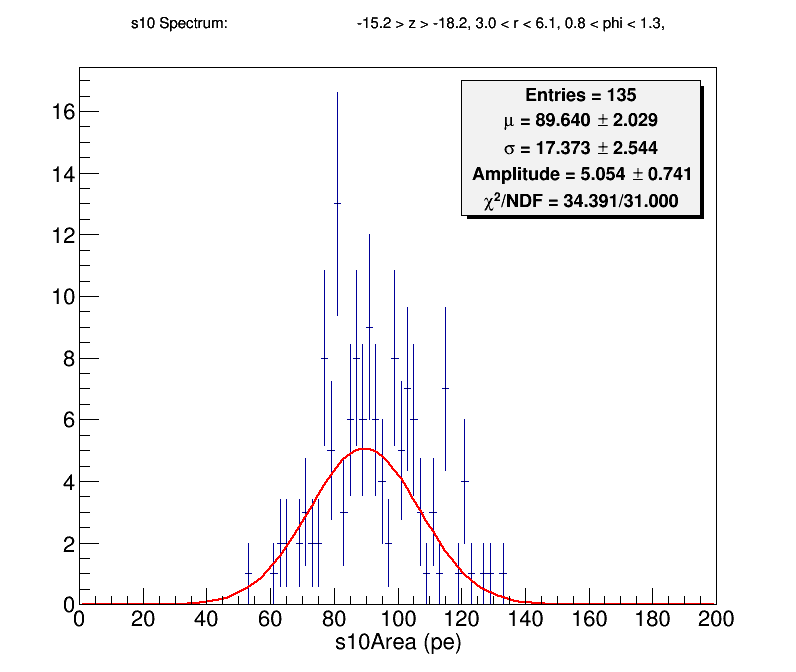 s10 Spectrum: -15.2 > z > -18.2, 3.0 < r < 6.1, 0.8 < phi < 1.3,
Entries = 135
μ = 89.640 ± 2.029
σ = 17.373 ± 2.544
Amplitude = 5.054 ± 0.741
χ²/NDF = 34.391/31.000
16
14
12
10
8
6
4
2
0
0 20 40 60 80 100 120 140 160 180 200
s10Area (pe)